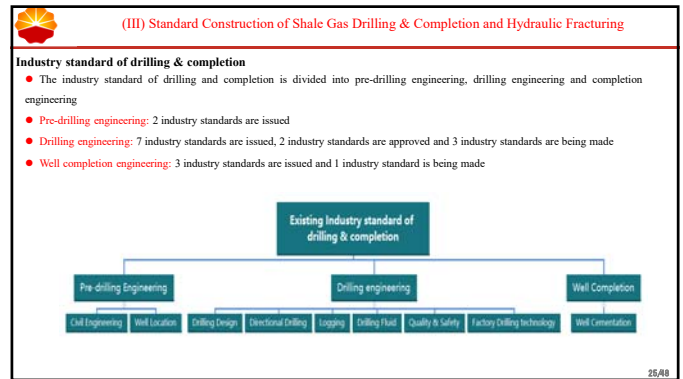 (III) Standard Construction of Shale Gas Drilling & Completion and Hydraulic Fracturing
Industry standard of drilling & completion
● The industry standard of drilling and completion is divided into pre-drilling engineering, drilling engineering and completion
engineering
● Pre-drilling engineering: 2 industry standards are issued
● Drilling engineering: 7 industry standards are issued, 2 industry standards are approved and 3 industry standards are being made
● Well completion engineering: 3 industry standards are issued and 1 industry standard is being made
Existing Industry standard of
drilling & completion
Pre-drilling Engineering
Drilling engineering
Well Completion
Civil Engineering
Well Location
Drilling Design
Directional Drilling
Logging
Drilling Fluid
Quality & Safety
Factory Drilling technology
Well Cementation
25/48